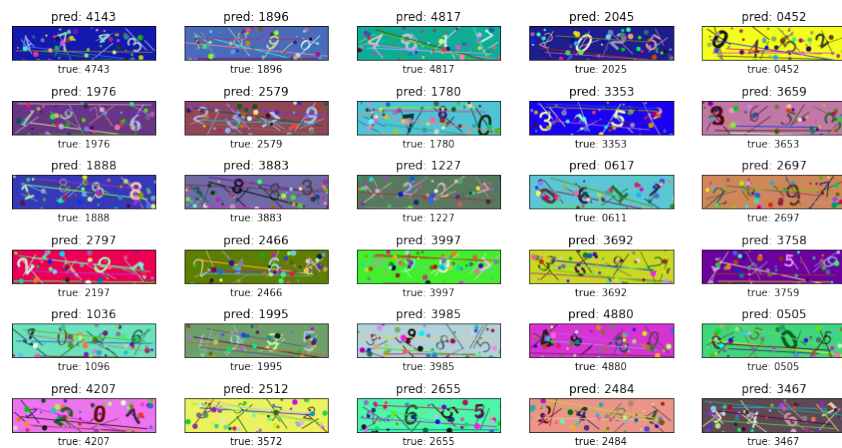 pred: 4143 pred: 1896 pred: 4817 pred: 2045 pred: 0452
true: 4743 true: 1896 true: 4817 true: 2025 true: 0452
pred: 1976 pred: 2579 pred: 1780 pred: 3353 pred: 3659
true: 1976 true: 2579 true: 1780 true: 3353 true: 3653
pred: 1888 pred: 3883 pred: 1227 pred: 0617 pred: 2697
true: 1888 true: 3883 true: 1227 true: 0611 true: 2697
pred: 2797 pred: 2466 pred: 3997 pred: 3692 pred: 3758
true: 2197 true: 2466 true: 3997 true: 3692 true: 3759
pred: 1036 pred: 1995 pred: 3985 pred: 4880 pred: 0505
true: 1096 true: 1995 true: 3985 true: 4880 true: 0505
pred: 4207 pred: 2512 pred: 2655 pred: 2484 pred: 3467
true: 4207 true: 3572 true: 2655 true: 2484 true: 3467